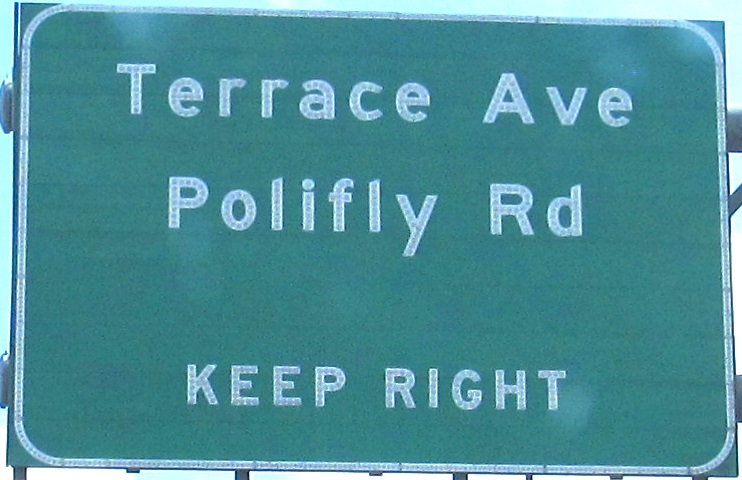 Terrace Ave
Polifly Rd
KEEP RIGHT